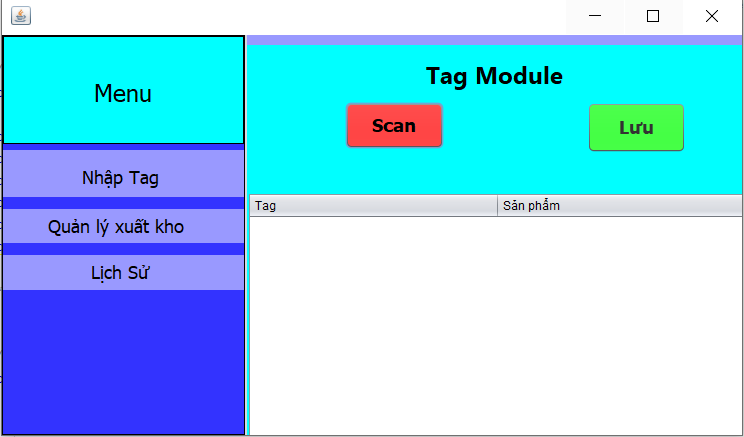 Menu
Nhập Tag
Quản lý xuất kho
Lịch Sử
Tag Module
Scan
Lưu
Tag
Sản phẩm